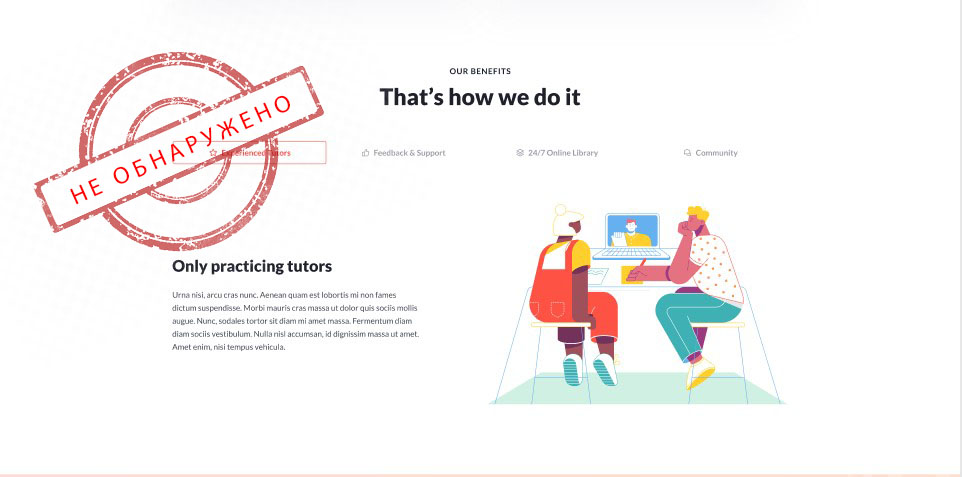 OUR BENEFITS
That’s how we do it
НЕ ОБНАРУЖЕНО
Experienced Tutors
Feedback & Support
24/7 Online Library
Community
Only practicing tutors
Urna nisi, arcu cras nunc. Aenean quam est lobortis mi non fames
dictum suspendisse. Morbi mauris cras massa ut dolor quis sociis mollis
augue. Nunc, sodales tortor sit diam mi amet massa. Fermentum diam
diam sociis vestibulum. Nulla nisl accumsan, id dignissim massa ut amet.
Amet enim, nisi tempus vehicula.